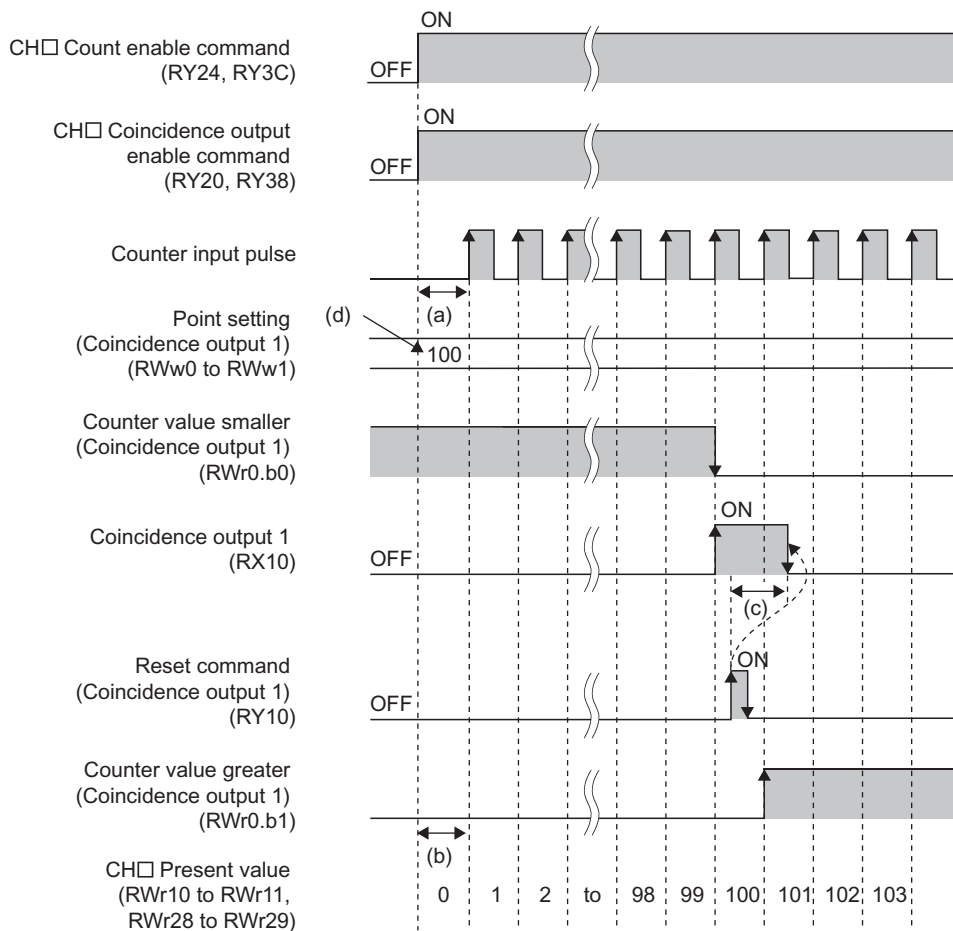 ON
CH□ Count enable command
(RY24, RY3C)
OFF
ON
CH□ Coincidence output
enable command
(RY20, RY38)
OFF
Counter input pulse
(a)
(d)
Point setting
(Coincidence output 1)
(RWw0 to RWw1)
100
Counter value smaller
(Coincidence output 1)
(RWr0.b0)
ON
Coincidence output 1
(RX10)
OFF
(c)
Reset command
(Coincidence output 1)
(RY10)
ON
OFF
Counter value greater
(Coincidence output 1)
(RWr0.b1)
(b)
CH□ Present value
(RWr10 to RWr11,
RWr28 to RWr29)
0 1 2 to 98 99 100 101 102 103